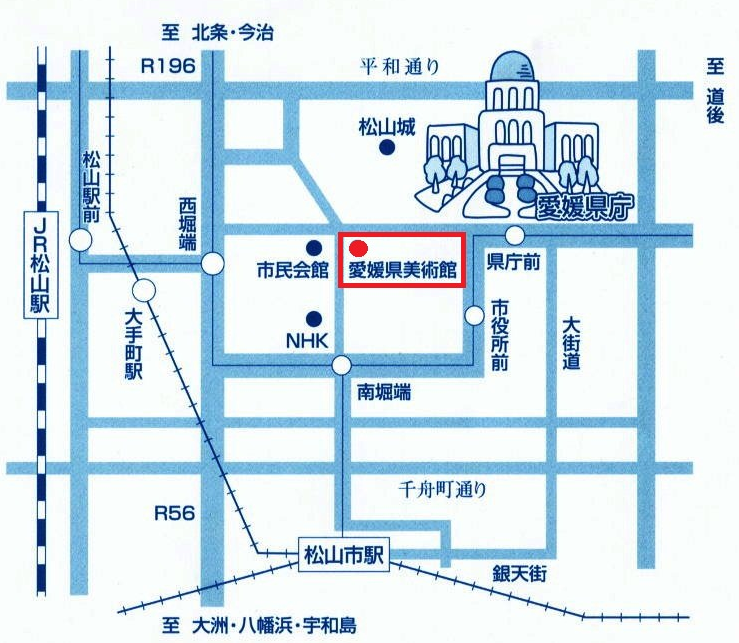 至 北条・今治
R196
平和通り
至 道後
松山城
松山駅前
西堀端
愛媛県庁
JR松山駅
市民会館
愛媛県美術館
県庁前
大手町駅
NHK
市役所前
大街道
南堀端
千舟町通り
R56
松山市駅
銀天街
至 大洲・八幡浜・宇和島